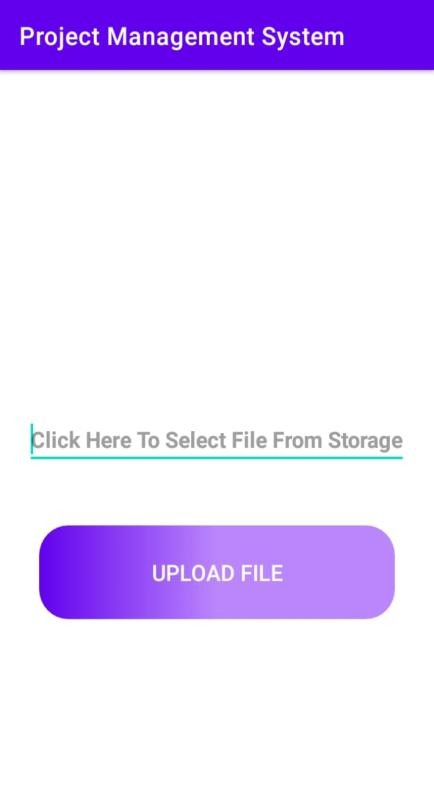 Project Management System
Click Here To Select File From Storage
UPLOAD FILE